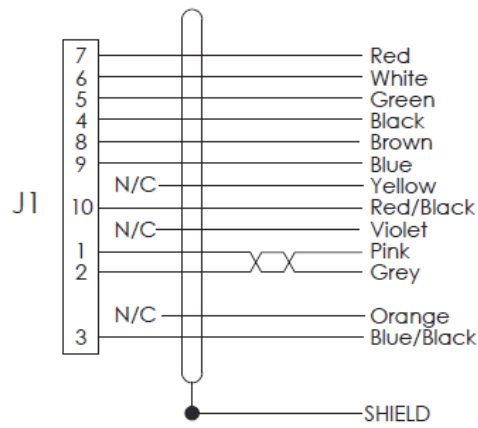 7 Red
6 White
5 Green
4 Black
8 Brown
9 Blue
N/C Yellow
J1
10 Red/Black
N/C Violet
1 Pink
2 Grey
N/C Orange
3 Blue/Black
SHIELD